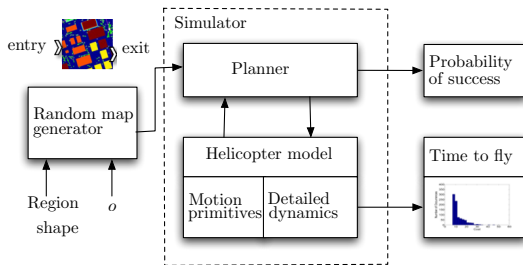 Simulator
entry
exit
Planner
Probability
of success
Random map
generator
Helicopter model
Time to fly
Motion
primitives
Detailed
dynamics
Region
shape
o